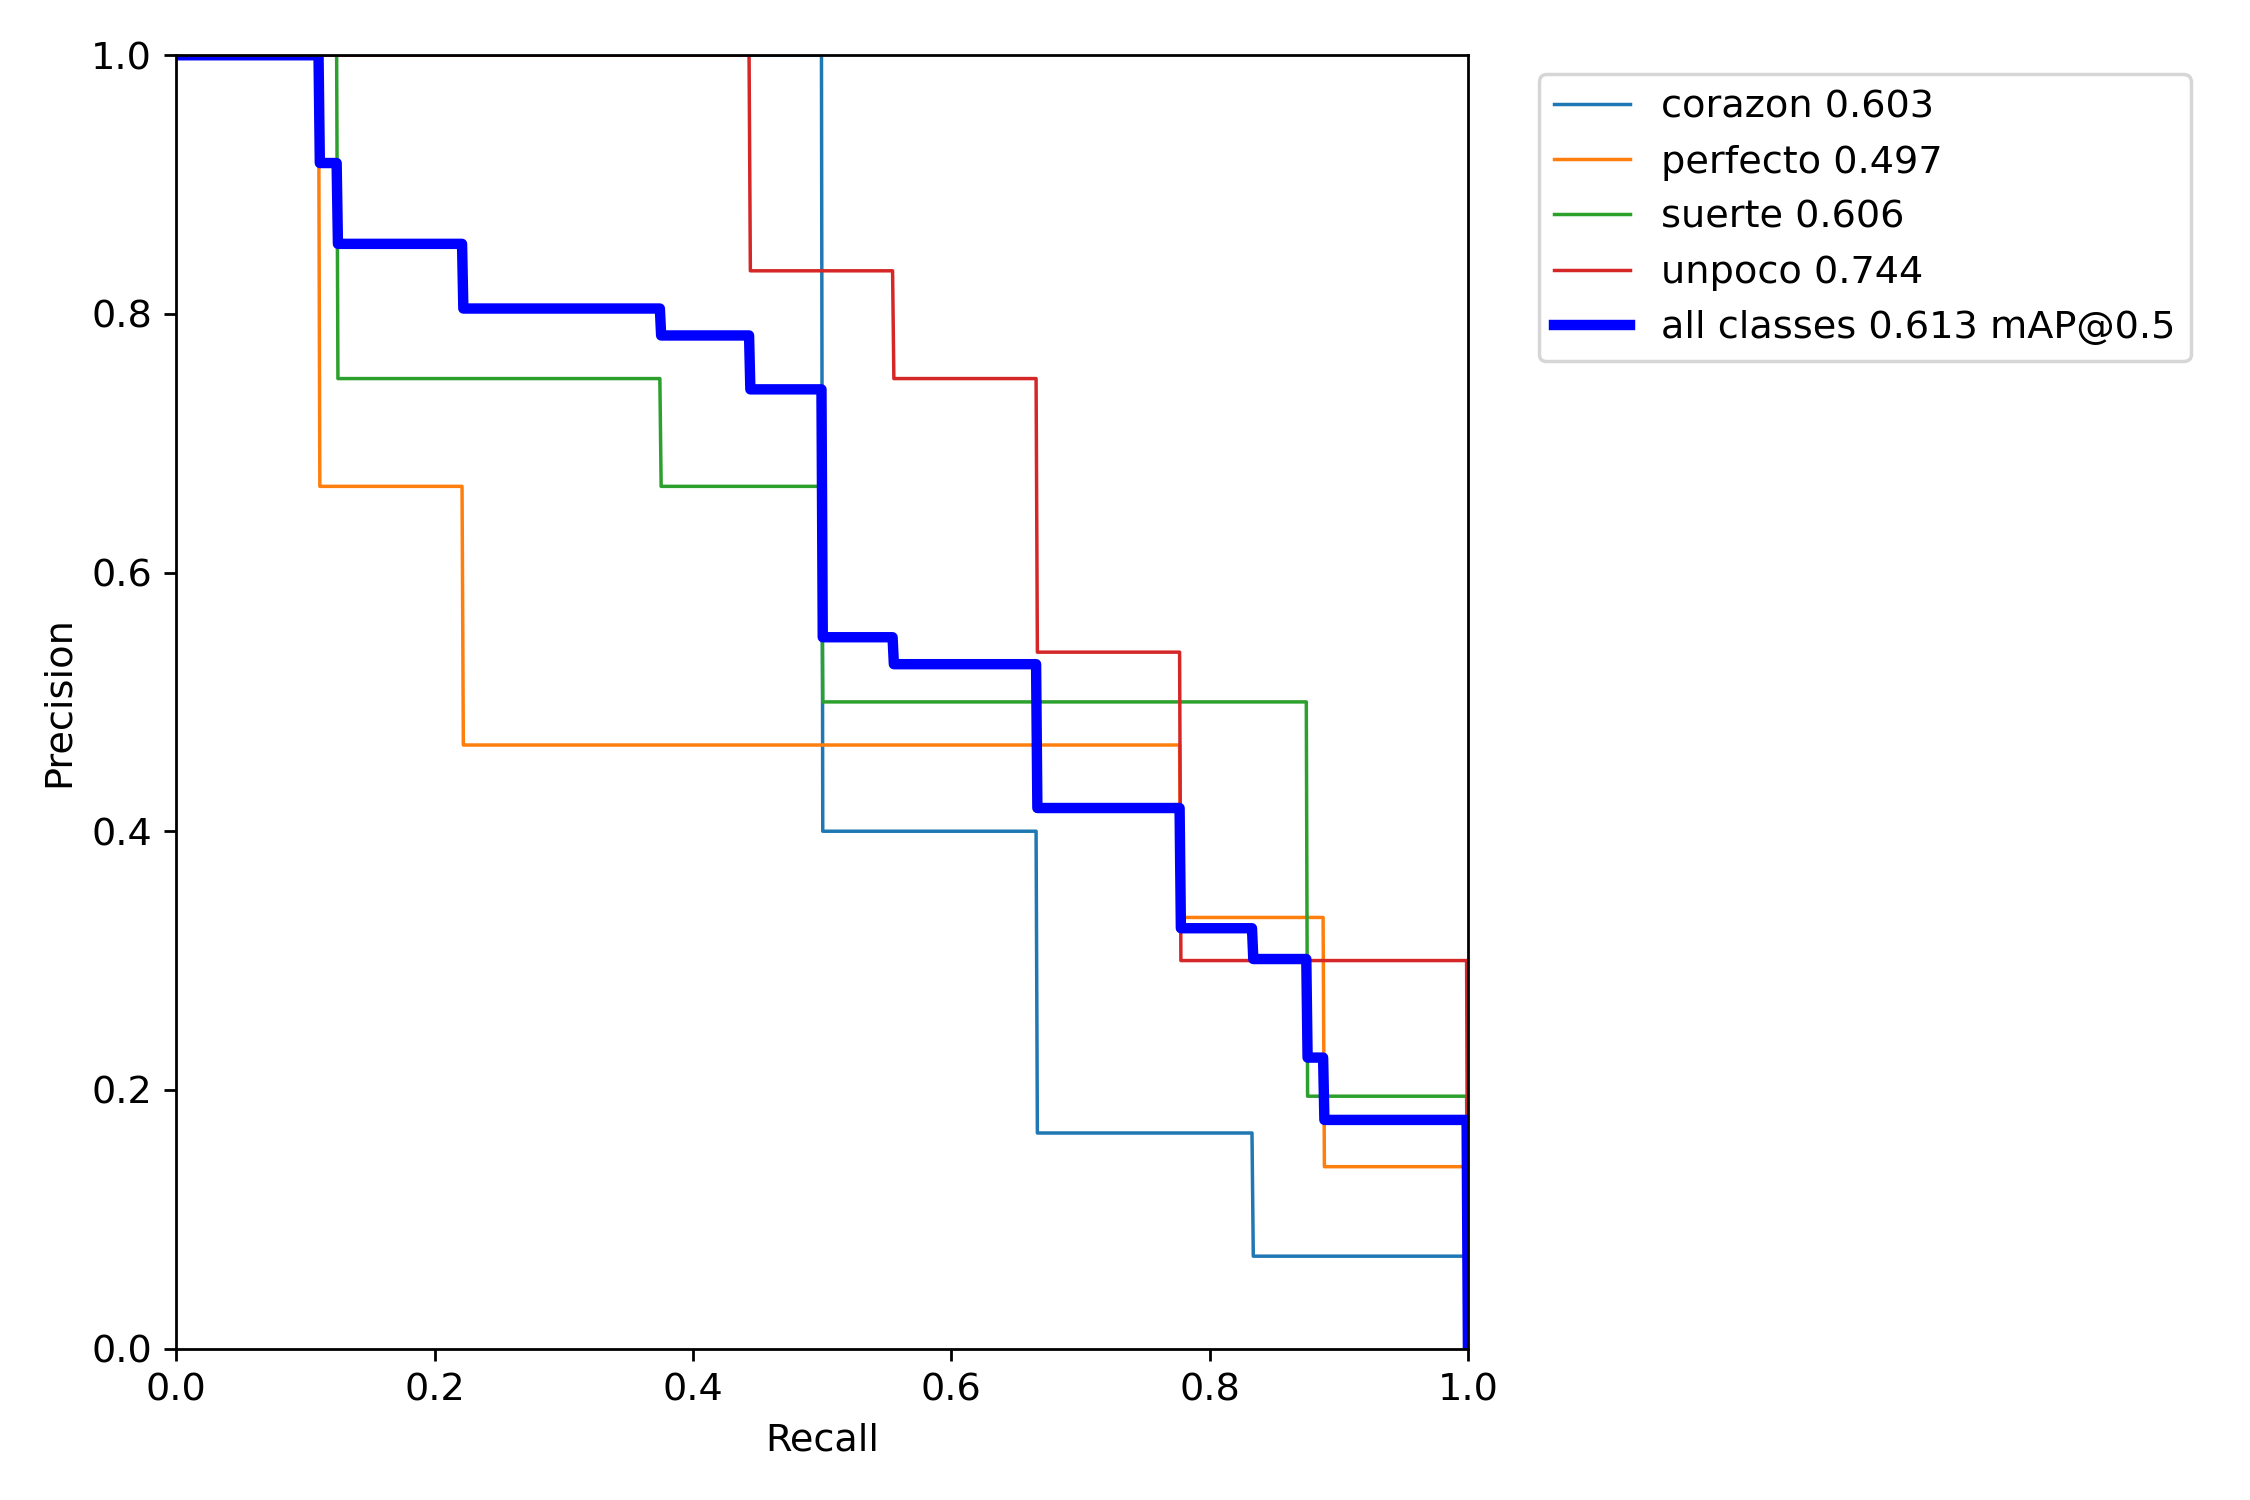 1.0
0.8
0.6
0.4
0.2
0.0
0.0 0.2 0.4 0.6 0.8 1.0
Precision
Recall
corazon 0.603
perfecto 0.497
suerte 0.606
unpoco 0.744
all classes 0.613 mAP@0.5